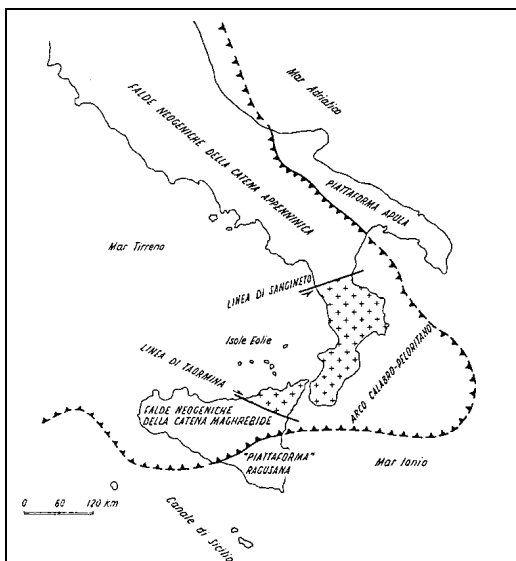 Mar Adriatico
FALDE NEOGENICHE DELLA CATENA APPENNINICA
PIATTAFORMA APULA
Mar Tirreno
LINEA DI SANGINETO
Isole Eolie
LINEA DI TAORMINA
ARCO CALABRO-PELORITANO
FALDE NEOGENICHE
DELLA CATENA MAGHREBIDE
"PIATTAFORMA"
RAGUSANA
Mar Ionio
0 60 120 km
Canale di
Sicilia